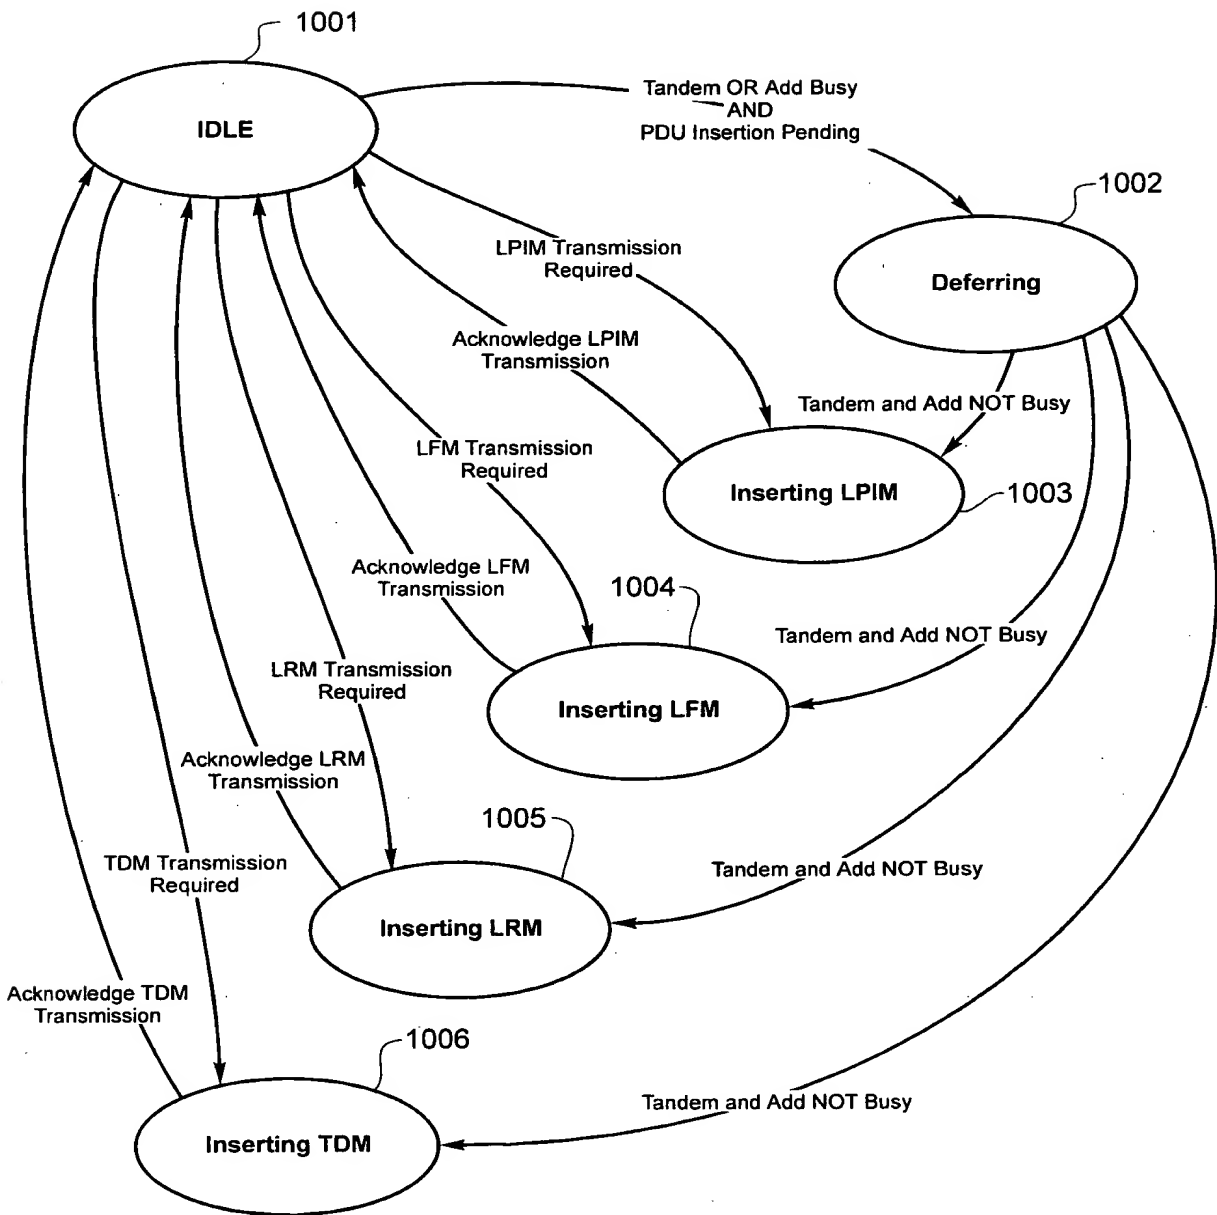 1001
IDLE
Tandem OR Add Busy
AND
PDU Insertion Pending
1002
Deferring
LPIM Transmission
Required
Acknowledge LPIM
Transmission
Tandem and Add NOT Busy
Inserting LPIM
1003
LFM Transmission
Required
Acknowledge LFM
Transmission
1004
Tandem and Add NOT Busy
LRM Transmission
Required
Inserting LFM
Acknowledge LRM
Transmission
1005
TDM Transmission
Required
Tandem and Add NOT Busy
Inserting LRM
Acknowledge TDM
Transmission
1006
Tandem and Add NOT Busy
Inserting TDM